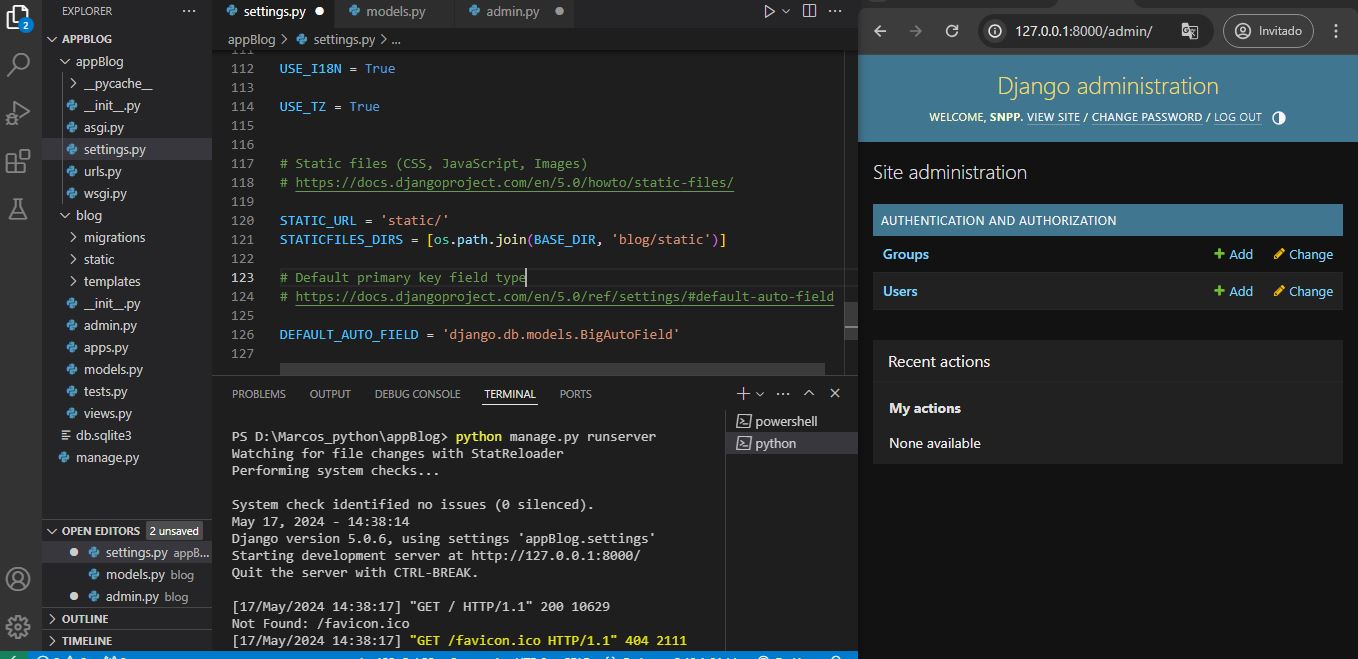 EXPLORER
2
APPBLOG
appBlog
__pycache__
__init__.py
asgi.py
settings.py
urls.py
wsgi.py
blog
migrations
static
templates
__init__.py
admin.py
apps.py
models.py
tests.py
views.py
db.sqlite3
manage.py
OPEN EDITORS 2 unsaved
settings.py appB...
models.py blog
admin.py blog
OUTLINE
TIMELINE
settings.py models.py admin.py
appBlog > settings.py > ...
111
112 USE_I18N = True
113
114 USE_TZ = True
115
116
117 # Static files (CSS, JavaScript, Images)
118 # https://docs.djangoproject.com/en/5.0/howto/static-files/
119
120 STATIC_URL = 'static/'
121 STATICFILES_DIRS = [os.path.join(BASE_DIR, 'blog/static')]
122
123 # Default primary key field type
124 # https://docs.djangoproject.com/en/5.0/ref/settings/#default-auto-field
125
126 DEFAULT_AUTO_FIELD = 'django.db.models.BigAutoField'
127
PROBLEMS OUTPUT DEBUG CONSOLE TERMINAL PORTS
powershell
python
PS D:\Marcos_python\appBlog> python manage.py runserver
Watching for file changes with StatReloader
Performing system checks...
System check identified no issues (0 silenced).
May 17, 2024 - 14:38:14
Django version 5.0.6, using settings 'appBlog.settings'
Starting development server at http://127.0.0.1:8000/
Quit the server with CTRL-BREAK.
[17/May/2024 14:38:17] "GET / HTTP/1.1" 200 10629
Not Found: /favicon.ico
[17/May/2024 14:38:17] "GET /favicon.ico HTTP/1.1" 404 2111
127.0.0.1:8000/admin/ Invitado
Django administration
WELCOME, SNPP. VIEW SITE / CHANGE PASSWORD / LOG OUT
Site administration
AUTHENTICATION AND AUTHORIZATION
Groups Add Change
Users Add Change
Recent actions
My actions
None available